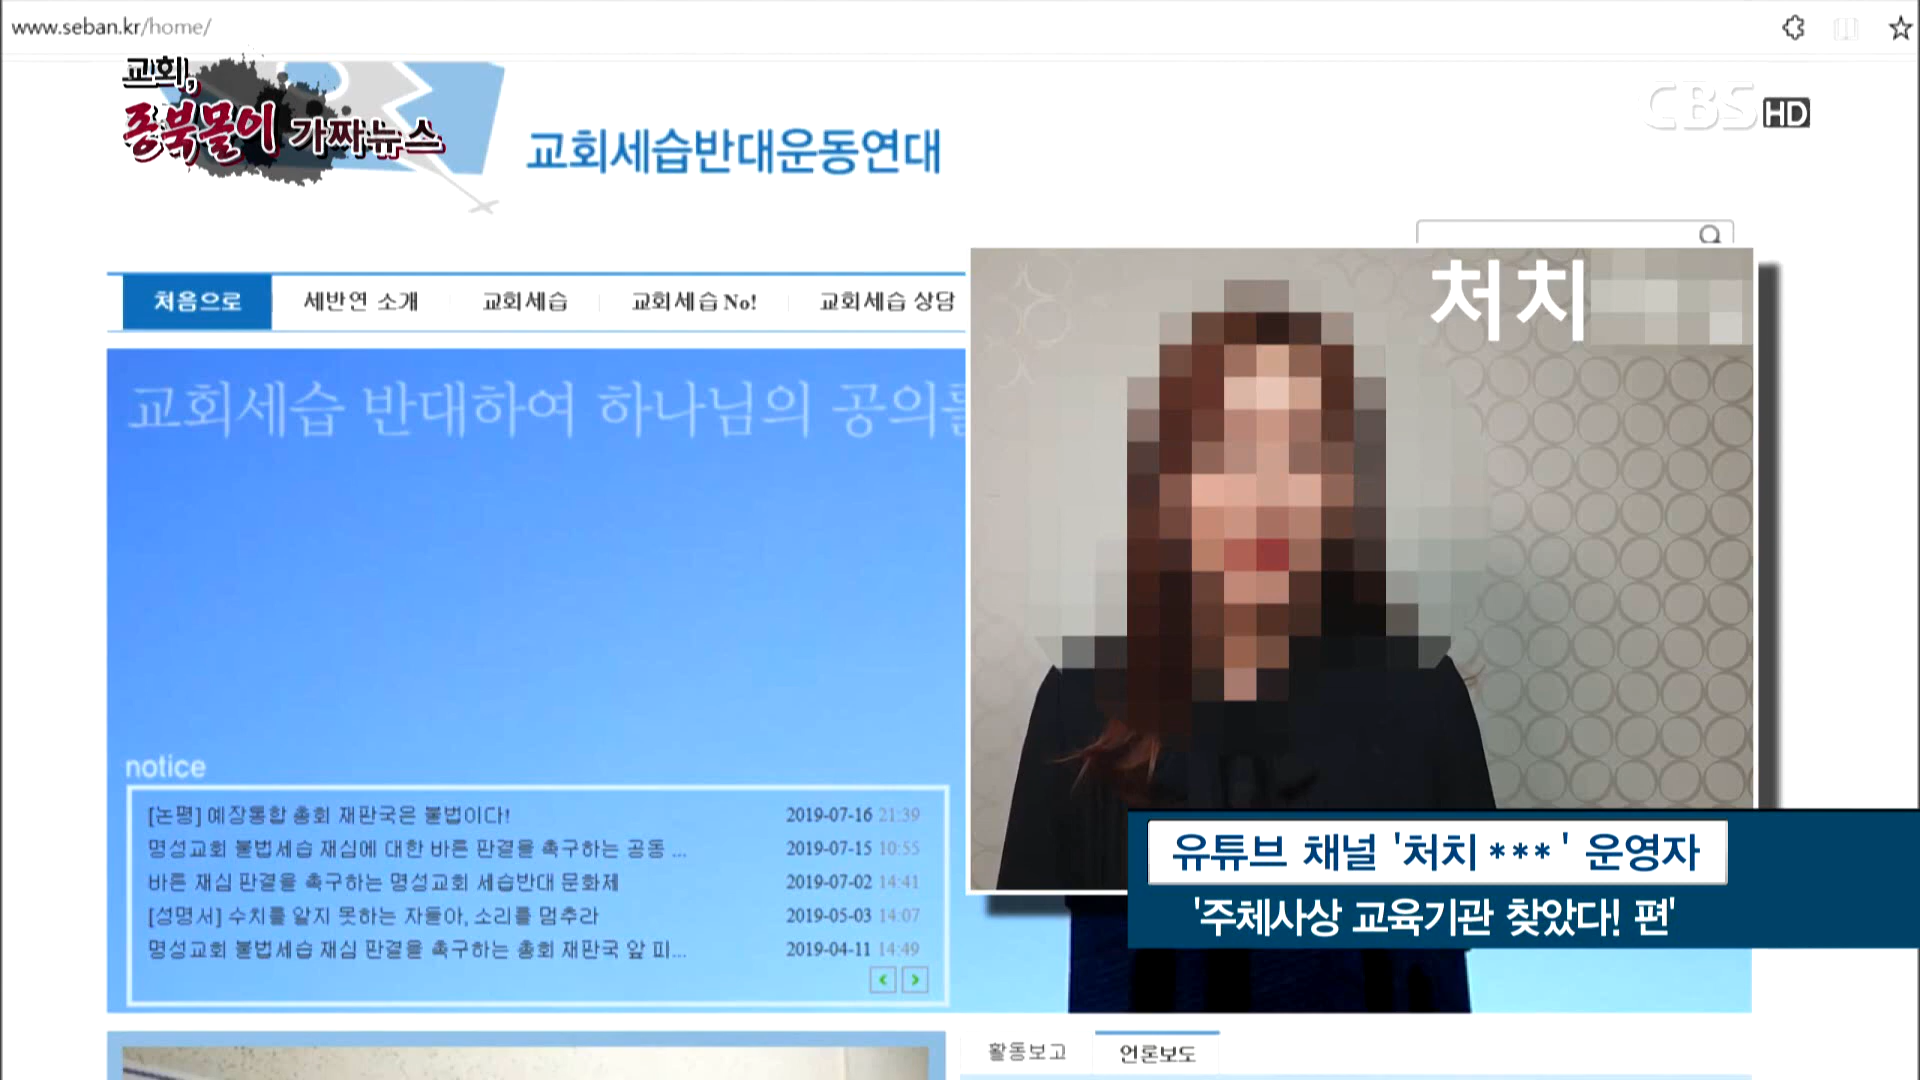 www.seban.kr/home/
교회,
종북몰이 가짜뉴스
CBS HD
교회세습반대운동연대
처음으로 세반연 소개 교회세습 교회세습 No! 교회세습 상담
처치
교회세습 반대하여 하나님의 공의를
notice
[논평] 예장통합 총회 재판국은 불법이다! 2019-07-16 21:39
명성교회 불법세습 재심에 대한 바른 판결을 촉구하는 공동 ... 2019-07-15 10:55
바른 재심 판결을 촉구하는 명성교회 세습반대 문화제 2019-07-02 14:41
[성명서] 수치를 알지 못하는 자들아, 소리를 멈추라 2019-05-03 14:07
명성교회 불법세습 재심 판결을 촉구하는 총회 재판국 앞 피... 2019-04-11 14:49
유튜브 채널 '처치***' 운영자
'주체사상 교육기관 찾았다! 편'
활동보고 언론보도